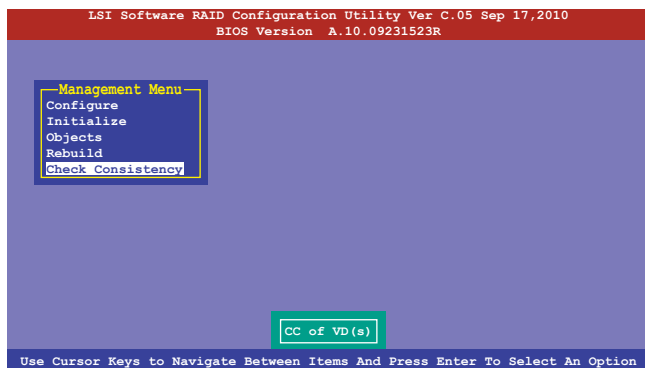 LSI Software RAID Configuration Utility Ver C.05 Sep 17,2010
BIOS Version A.10.09231523R
Management Menu
Configure
Initialize
Objects
Rebuild
Check Consistency
CC of VD(s)
Use Cursor Keys to Navigate Between Items And Press Enter To Select An Option